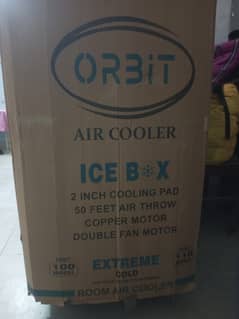 ORBiT
AIR COOLER
ICE B❄X
2 INCH COOLING PAD
50 FEET AIR THROW
COPPER MOTOR
DOUBLE FAN MOTOR
100
EXTREME
COLD
ROOM AIR COOLER